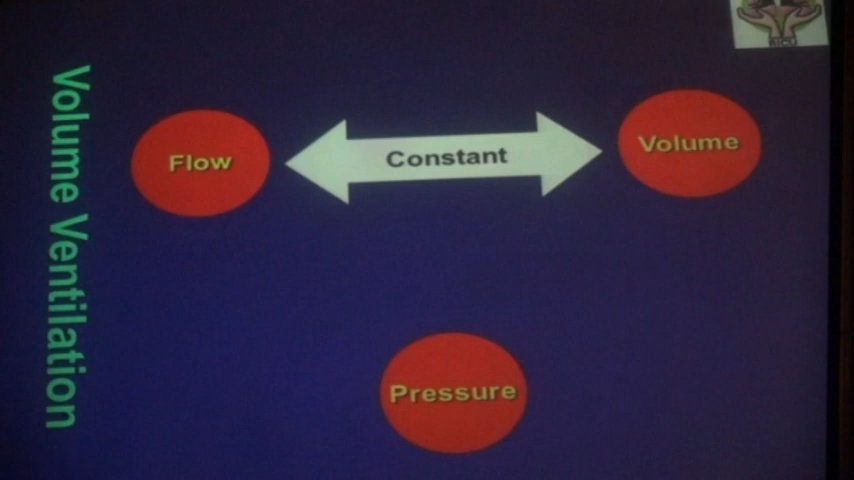 Volume Ventilation
Flow
Constant
Volume
Pressure